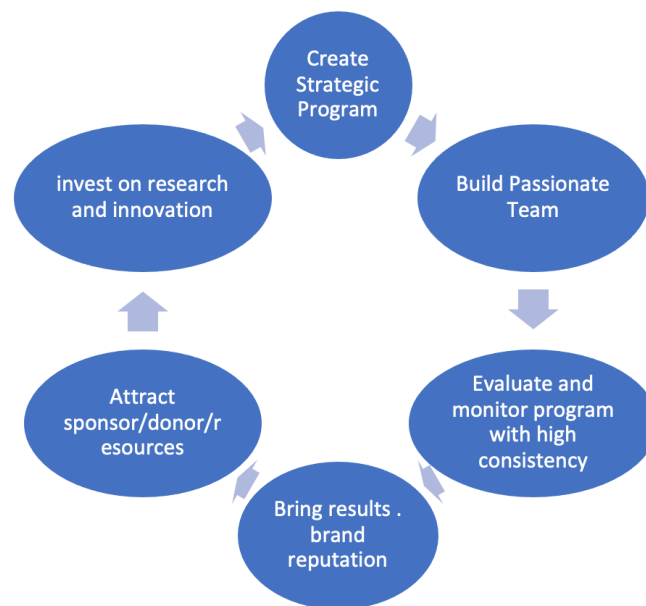 Create
Strategic
Program
Build Passionate
Team
Evaluate and
monitor program
with high
consistency
Bring results .
brand
reputation
Attract
sponsor/donor/r
esources
invest on research
and innovation